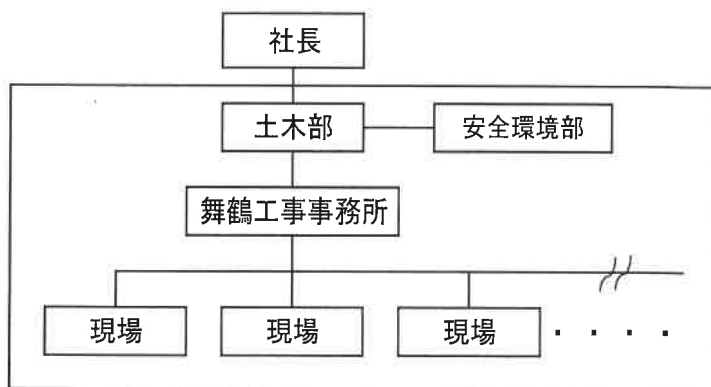 社長
土木部
安全環境部
舞鶴工事事務所
現場
現場
現場
・・・・